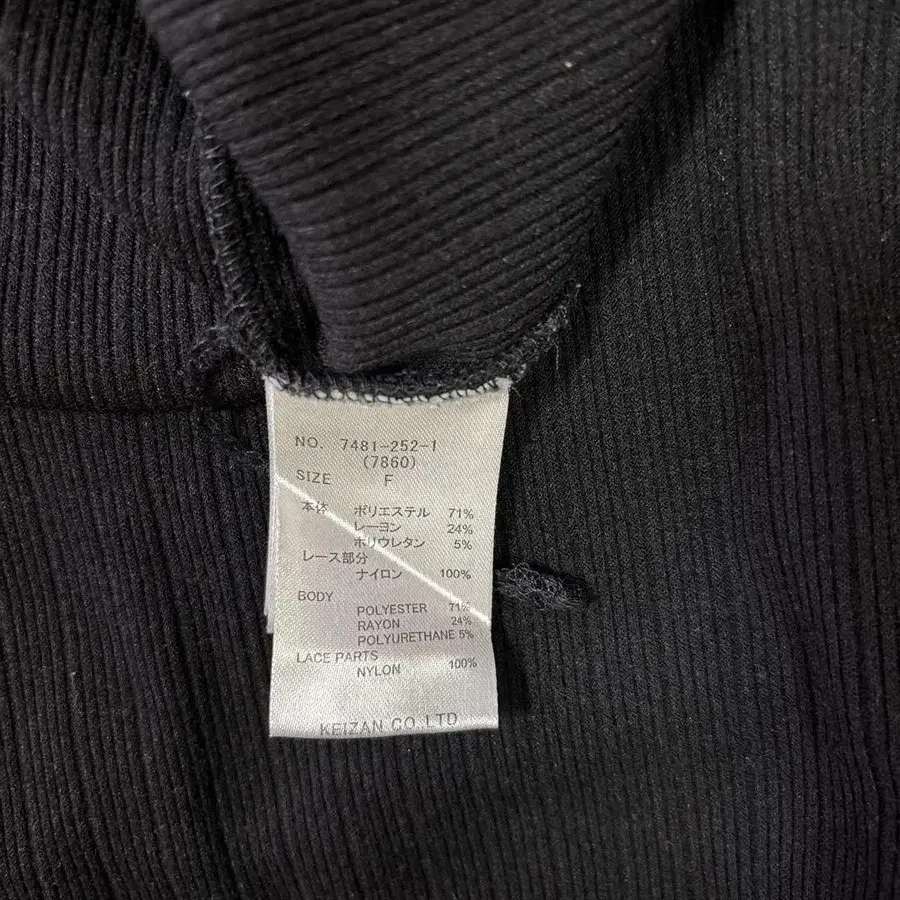 NO. 7481-252-1
(7860)
SIZE F
本体 ポリエステル 71%
レーヨン 24%
ポリウレタン 5%
レース部分
ナイロン 100%
BODY
POLYESTER 71%
RAYON 24%
POLYURETHANE 5%
LACE PARTS
NYLON 100%
KEIZAN CO.LTD